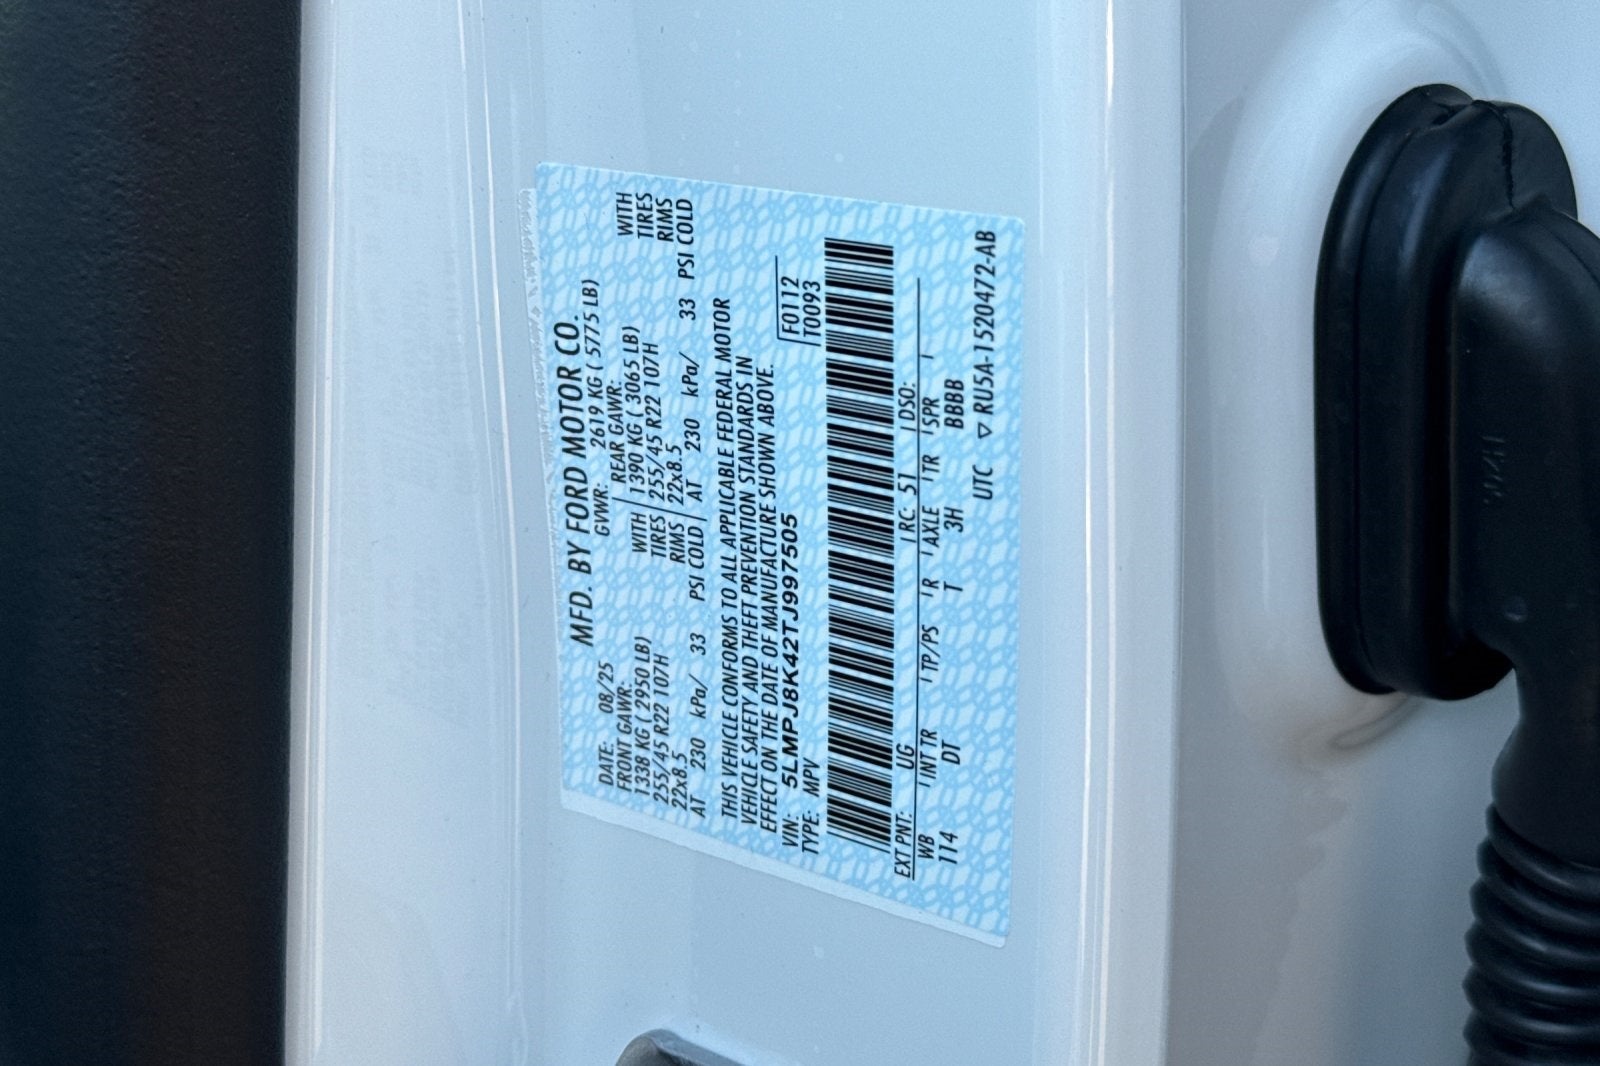 MFD. BY FORD MOTOR CO.
DATE: 08/25 GVWR: 2619 KG ( 5775 LB)
FRONT GAWR: REAR GAWR:
1338 KG ( 2950 LB) WITH 1390 KG ( 3065 LB) WITH
255/45 R22 107H TIRES 255/45 R22 107H TIRES
22x8.5 RIMS 22x8.5 RIMS
AT 230 kPa/ 33 PSI COLD AT 230 kPa/ 33 PSI COLD
THIS VEHICLE CONFORMS TO ALL APPLICABLE FEDERAL MOTOR
VEHICLE SAFETY AND THEFT PREVENTION STANDARDS IN
EFFECT ON THE DATE OF MANUFACTURE SHOWN ABOVE.
VIN: 5LMPJ8K42TJ997505 F0112
TYPE: MPV T0093
EXT PNT: UG RC: 51 DSO:
WB INT TR TP/PS R AXLE TR SPR
114 DT T 3H BBBB
UTC ▽ RU5A-1520472-AB